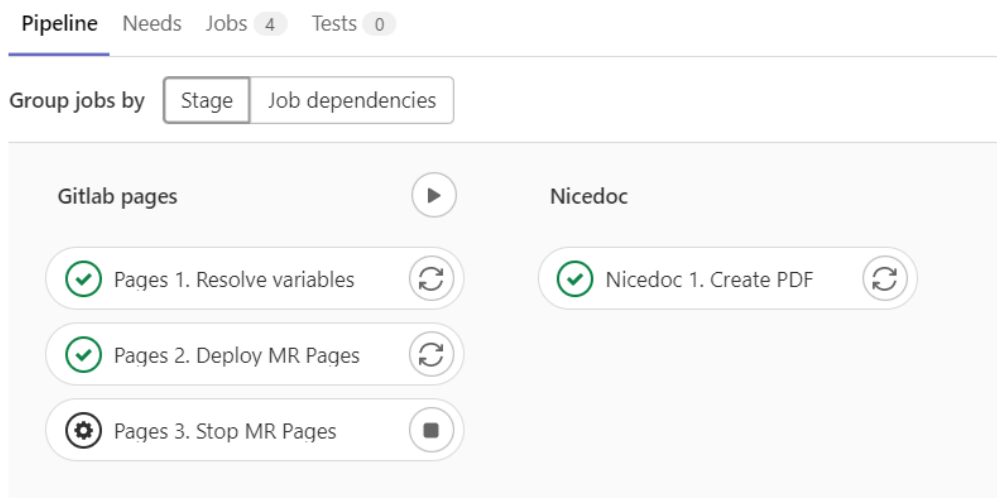 Pipeline Needs Jobs 4 Tests 0
Group jobs by Stage Job dependencies
Gitlab pages
Pages 1. Resolve variables
Pages 2. Deploy MR Pages
Pages 3. Stop MR Pages
Nicedoc
Nicedoc 1. Create PDF